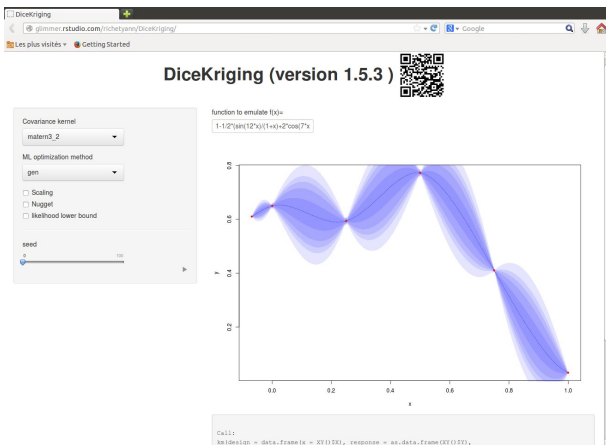 DiceKriging
glimmer.rstudio.com/richetyann/DiceKriging/
Google
Les plus visités
Getting Started
DiceKriging (version 1.5.3 )
Covariance kernel
matern3_2
ML optimization method
gen
Scaling
Nugget
likelihood lower bound
seed
0
100
function to emulate f(x)=
1-1/2*(sin(12*x)/(1+x)+2*cos(7*x
0.8
0.6
0.4
0.2
y
0.0
0.2
0.4
0.6
0.8
1.0
x
Call:
km(design = data.frame(x = XY()$X), response = as.data.frame(XY()$Y),